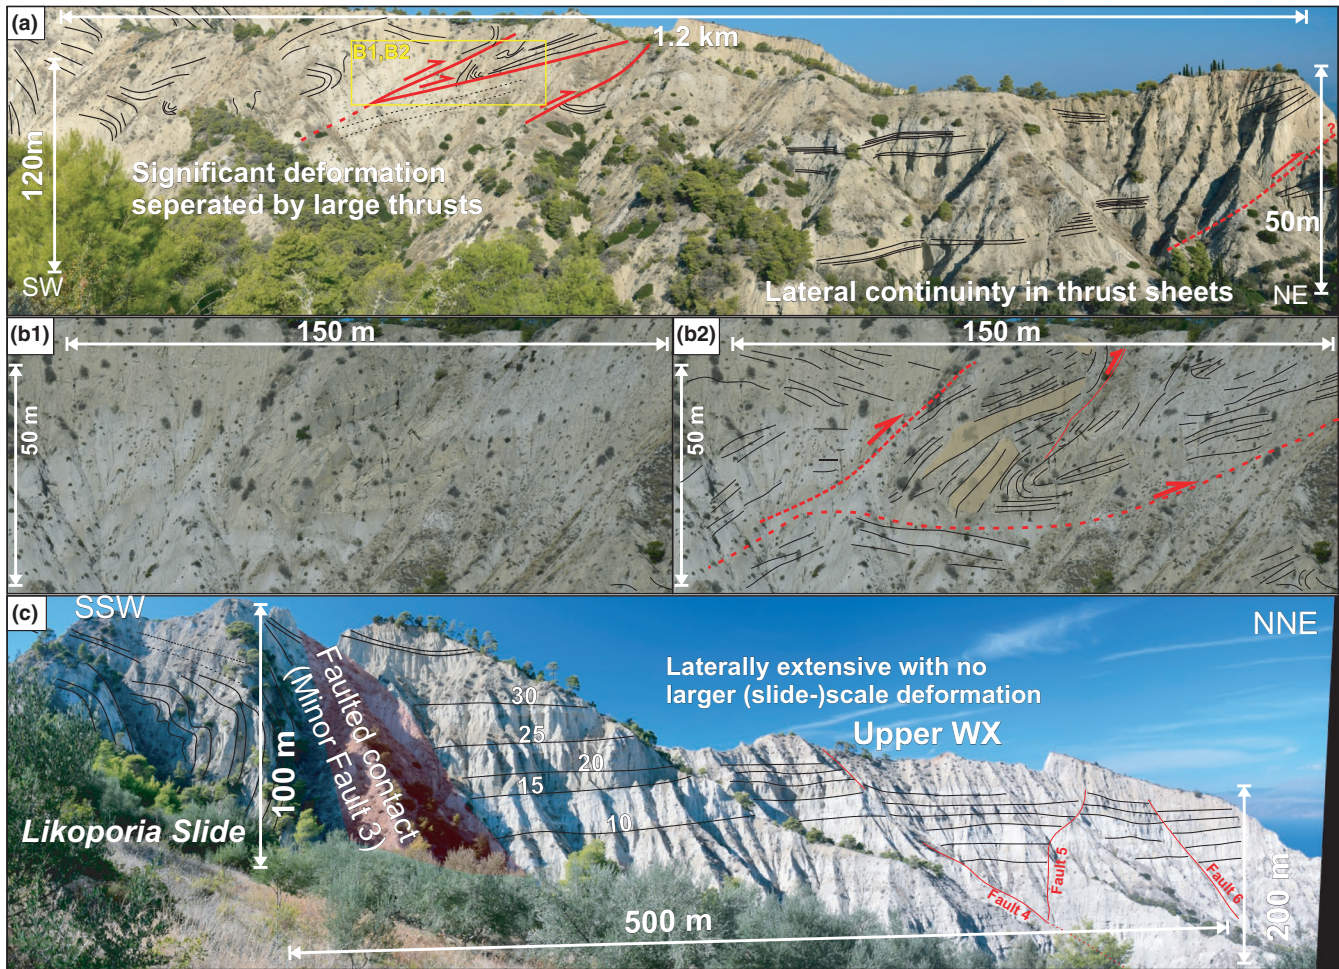 (a)
1.2 km
B1,B2
120m
Significant deformation
seperated by large thrusts
SW
?
50m
Lateral continuinty in thrust sheets
NE
(b1)
150 m
50 m
(b2)
150 m
50 m
(c)
SSW
NNE
Laterally extensive with no
larger (slide-)scale deformation
Upper WX
Faulted contact
(Minor Fault 3)
100 m
30
25
20
15
10
Likoporia Slide
Fault 4
Fault 5
Fault 6
500 m
200 m